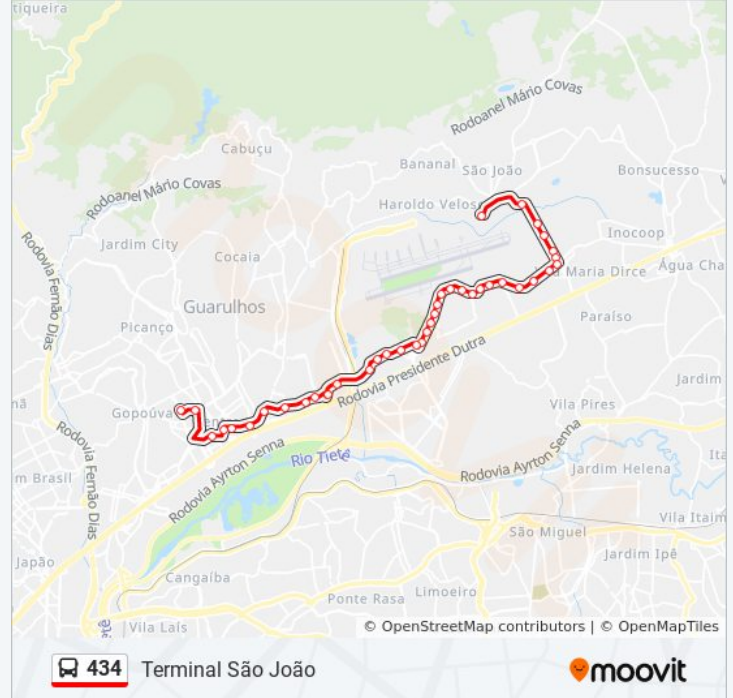 tiqueira
Rodoanel Mário Covas
Cabuçu
Bananal São João
Bonsucesso
Rodoanel Mário Covas
Haroldo Velos
Inocoop
Jardim City
Cocaia
Rodovia Fernão Dias
Maria Dirce
Água Cha
Guarulhos
Picanço
Paraíso
Rodovia Presidente Dutra
Jardim
nã
Gopoúva
Vila Pires
Rodovia Fernão Dias
Rodovia Ayrton Senna
Rio Tietê
Rodovia Ayrton Senna
Ita
m Brasil
Jardim Helena
Vila Itaim
São Miguel
Japão
Jardim Ipê
Cangaíba
Limoeiro
Ponte Rasa
Vila Laís
© OpenStreetMap contributors | © OpenMapTiles
434 Terminal São João
moovit